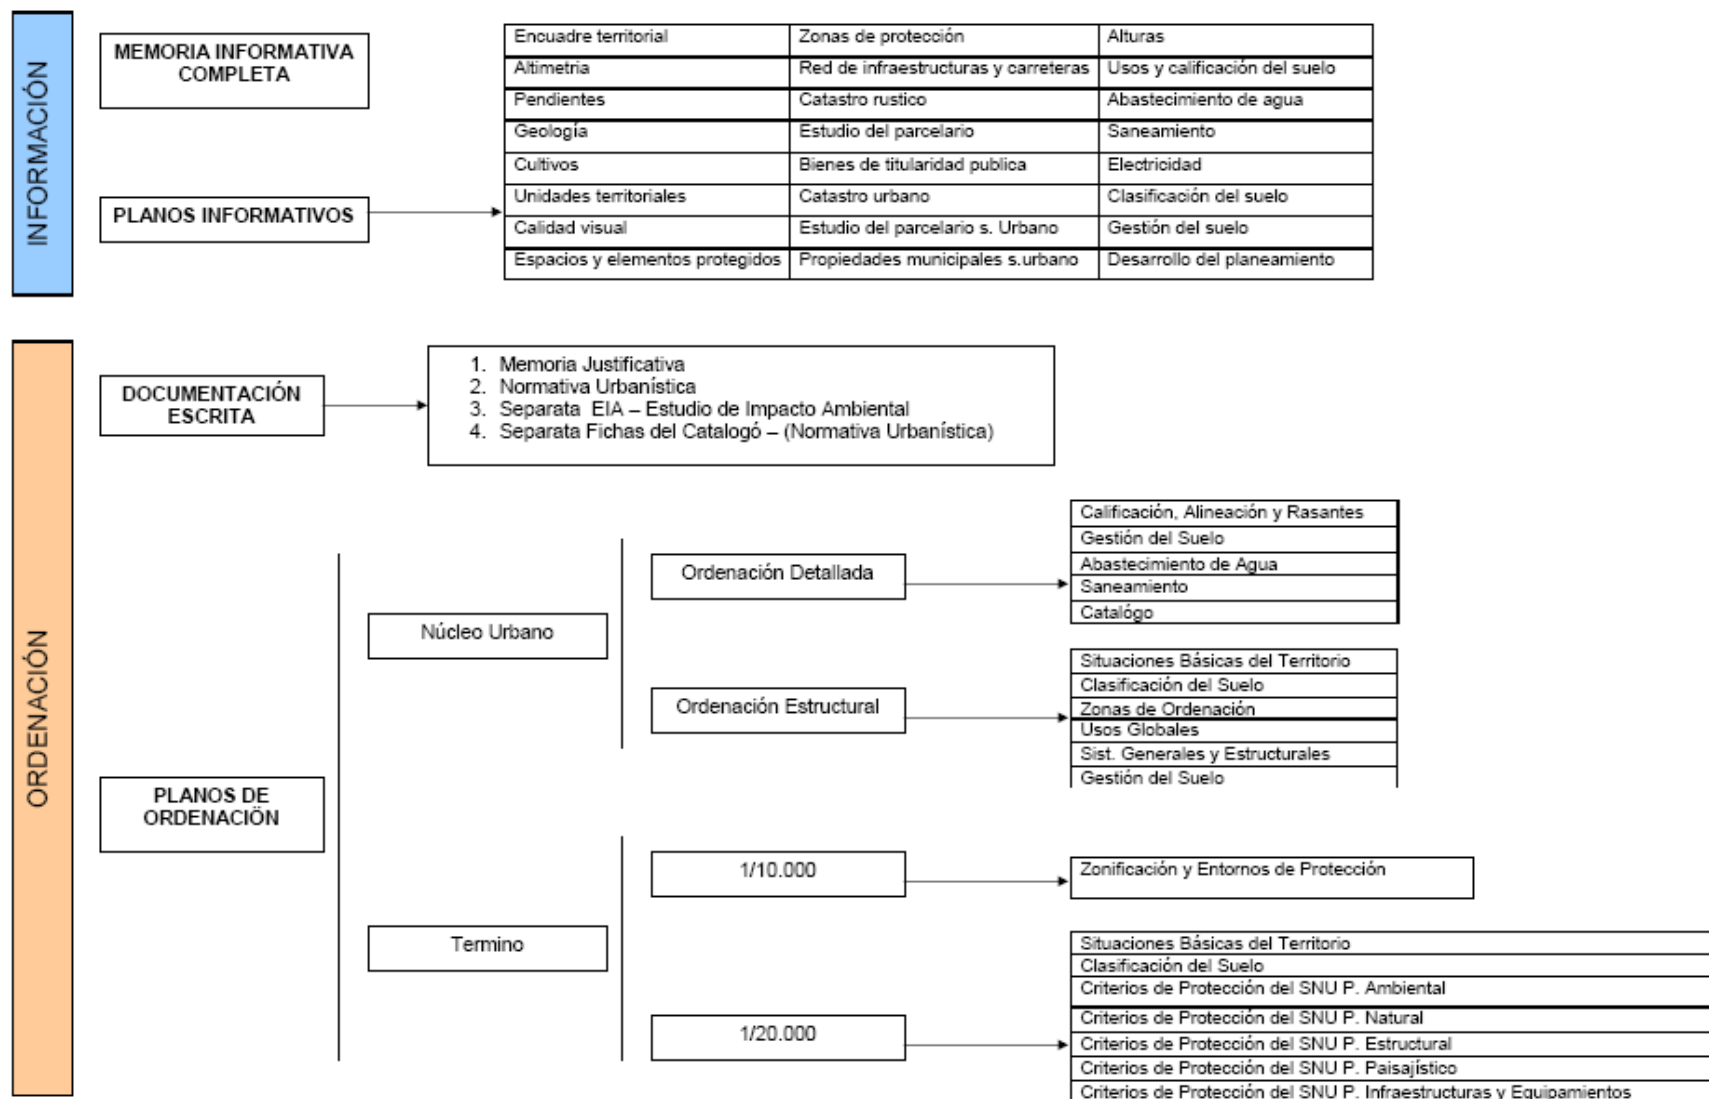 INFORMACIÓN
MEMORIA INFORMATIVA
COMPLETA
PLANOS INFORMATIVOS
Encuadre territorial Zonas de protección Alturas
Altimetria Red de infraestructuras y carreteras Usos y calificación del suelo
Pendientes Catastro rustico Abastecimiento de agua
Geología Estudio del parcelario Saneamiento
Cultivos Bienes de titularidad publica Electricidad
Unidades territoriales Catastro urbano Clasificación del suelo
Calidad visual Estudio del parcelario s. Urbano Gestión del suelo
Espacios y elementos protegidos Propiedades municipales s.urbano Desarrollo del planeamiento
ORDENACIÓN
DOCUMENTACIÓN
ESCRITA
1. Memoria Justificativa
2. Normativa Urbanística
3. Separata EIA – Estudio de Impacto Ambiental
4. Separata Fichas del Catalogó – (Normativa Urbanística)
PLANOS DE
ORDENACIÖN
Núcleo Urbano
Ordenación Detallada
Calificación, Alineación y Rasantes
Gestión del Suelo
Abastecimiento de Agua
Saneamiento
Catalógo
Ordenación Estructural
Situaciones Básicas del Territorio
Clasificación del Suelo
Zonas de Ordenación
Usos Globales
Sist. Generales y Estructurales
Gestión del Suelo
Termino
1/10.000
Zonificación y Entornos de Protección
1/20.000
Situaciones Básicas del Territorio
Clasificación del Suelo
Criterios de Protección del SNU P. Ambiental
Criterios de Protección del SNU P. Natural
Criterios de Protección del SNU P. Estructural
Criterios de Protección del SNU P. Paisajístico
Criterios de Protección del SNU P. Infraestructuras y Equipamientos